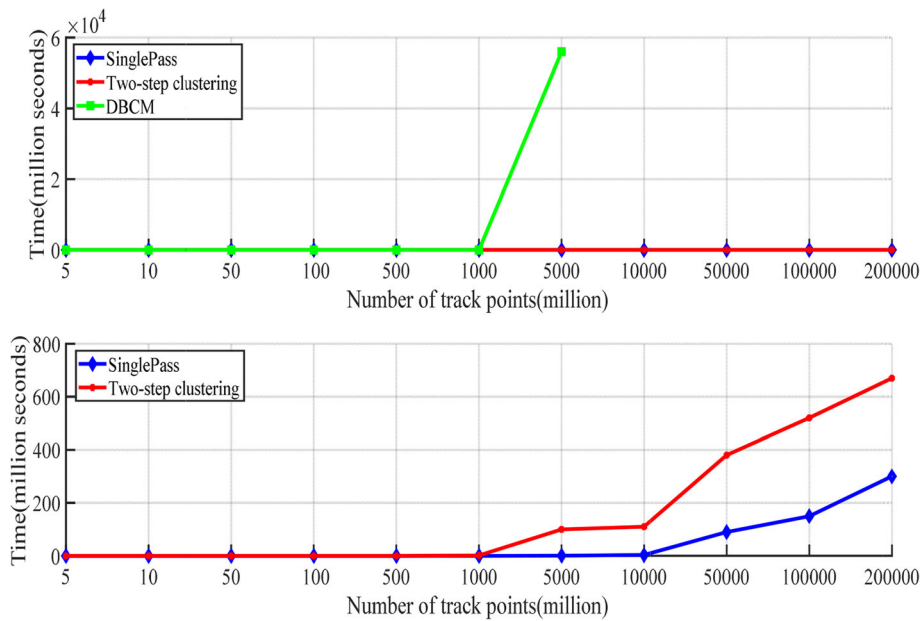 ×10⁴
6
4
2
0
Time(million seconds)
SinglePass
Two-step clustering
DBCM
5 10 50 100 500 1000 5000 10000 50000 100000 200000
Number of track points(million)
800
600
400
200
0
Time(million seconds)
SinglePass
Two-step clustering
5 10 50 100 500 1000 5000 10000 50000 100000 200000
Number of track points(million)